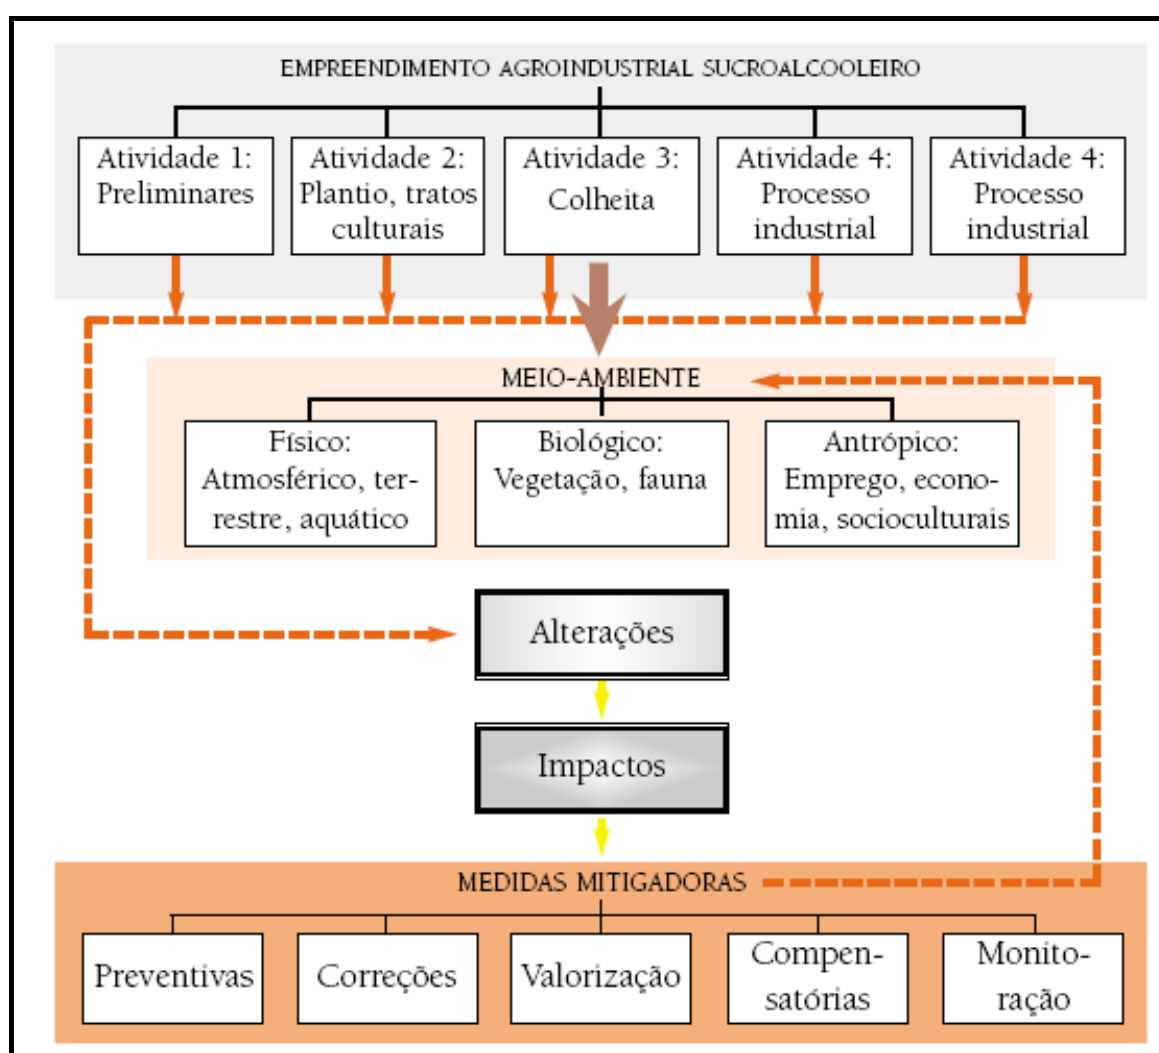 EMPREENDIMENTO AGROINDUSTRIAL SUCROALCOOLEIRO
Atividade 1:
Preliminares
Atividade 2:
Plantio, tratos
culturais
Atividade 3:
Colheita
Atividade 4:
Processo
industrial
Atividade 4:
Processo
industrial
MEIO-AMBIENTE
Físico:
Atmosférico, ter-
restre, aquático
Biológico:
Vegetação, fauna
Antrópico:
Emprego, econo-
mia, socioculturais
Alterações
Impactos
MEDIDAS MITIGADORAS
Preventivas
Correções
Valorização
Compen-
satórias
Monito-
ração